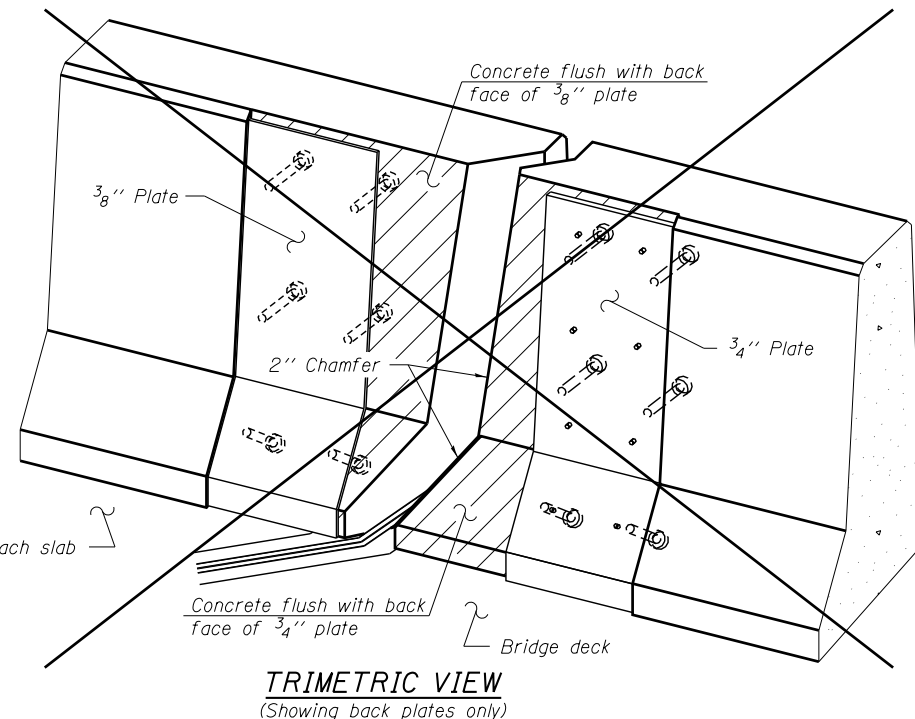 Concrete flush with back
face of 3/8'' plate
3/8'' Plate
2'' Chamfer
3/4'' Plate
ach slab
Concrete flush with back
face of 3/4'' plate
Bridge deck
TRIMETRIC VIEW
(Showing back plates only)